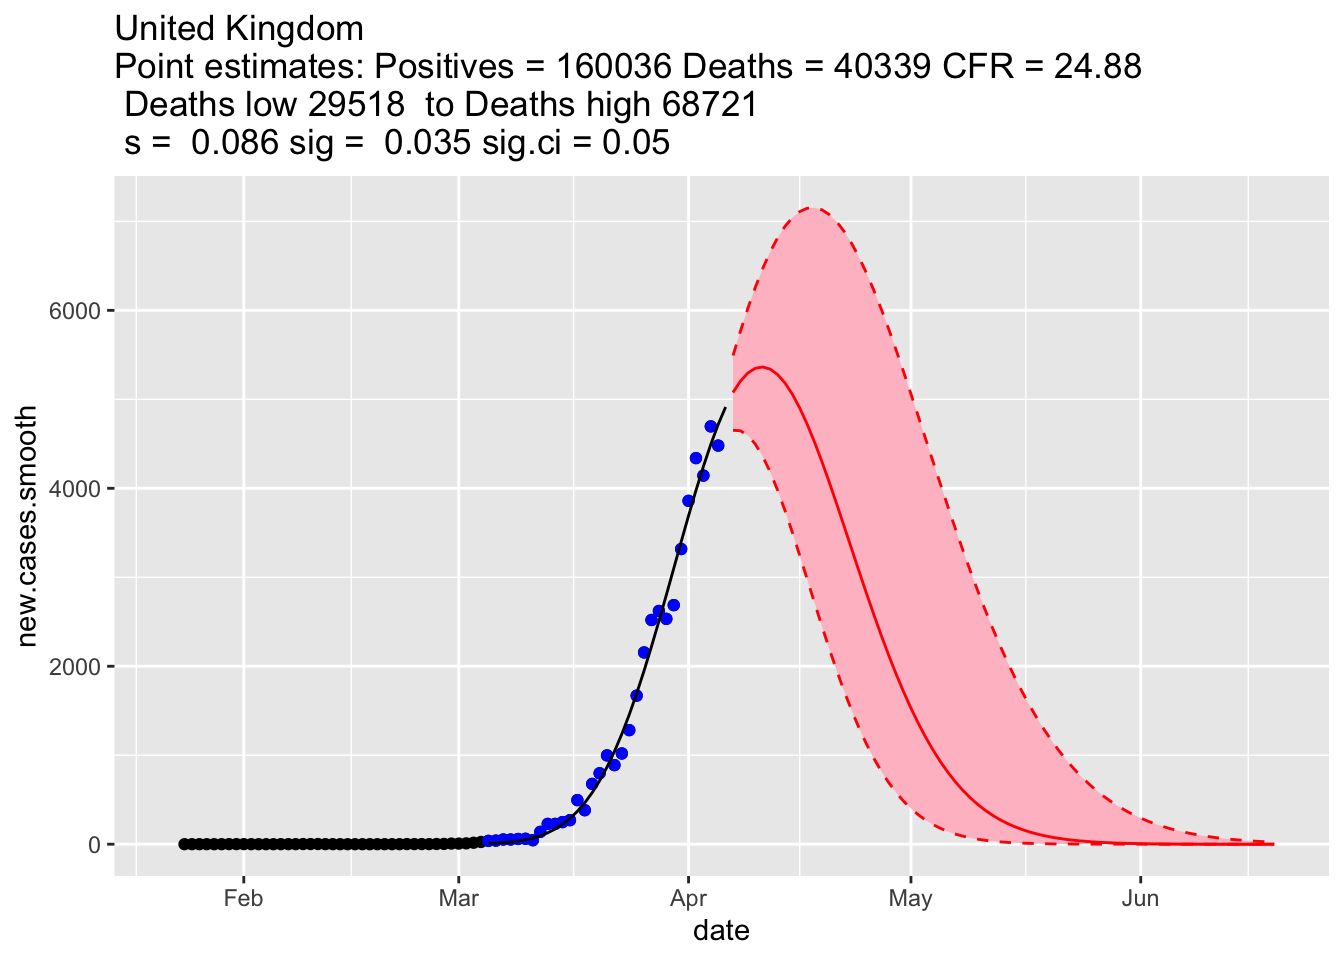 United Kingdom
Point estimates: Positives = 160036 Deaths = 40339 CFR = 24.88
Deaths low 29518  to Deaths high 68721
s =  0.086 sig =  0.035 sig.ci = 0.05
new.cases.smooth
6000
4000
2000
0
Feb Mar Apr May Jun
date